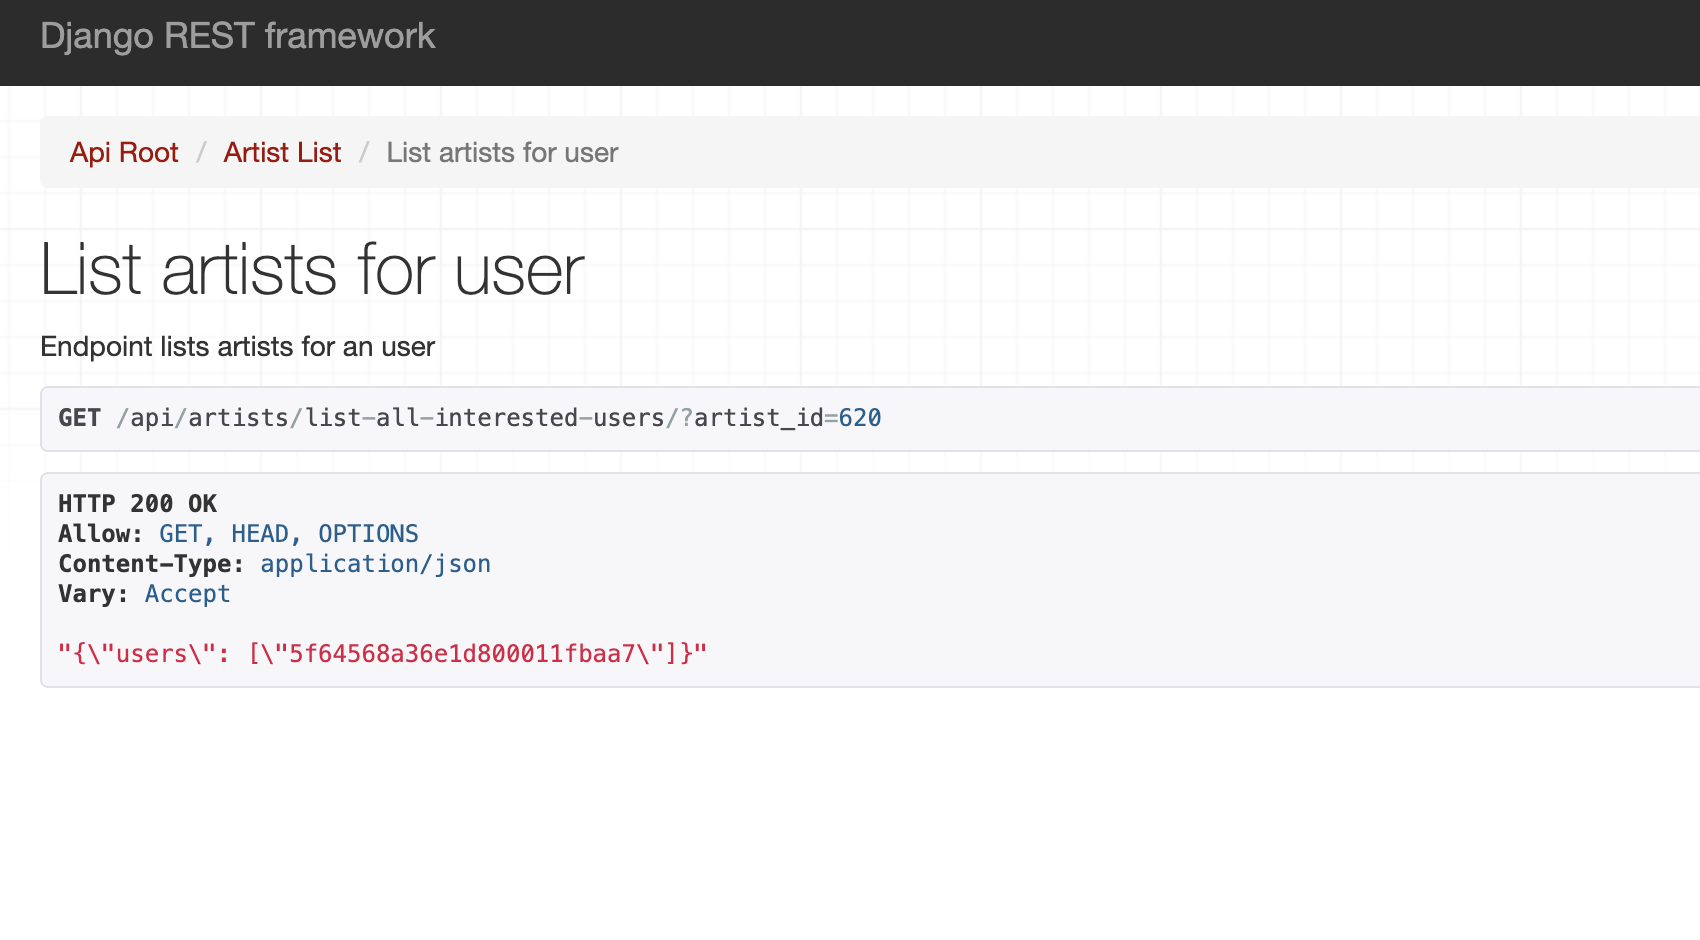 Django REST framework
Api Root / Artist List / List artists for user
List artists for user
Endpoint lists artists for an user
GET /api/artists/list-all-interested-users/?artist_id=620
HTTP 200 OK
Allow: GET, HEAD, OPTIONS
Content-Type: application/json
Vary: Accept
"{\"users\": [\"5f64568a36e1d800011fbaa7\"]}"